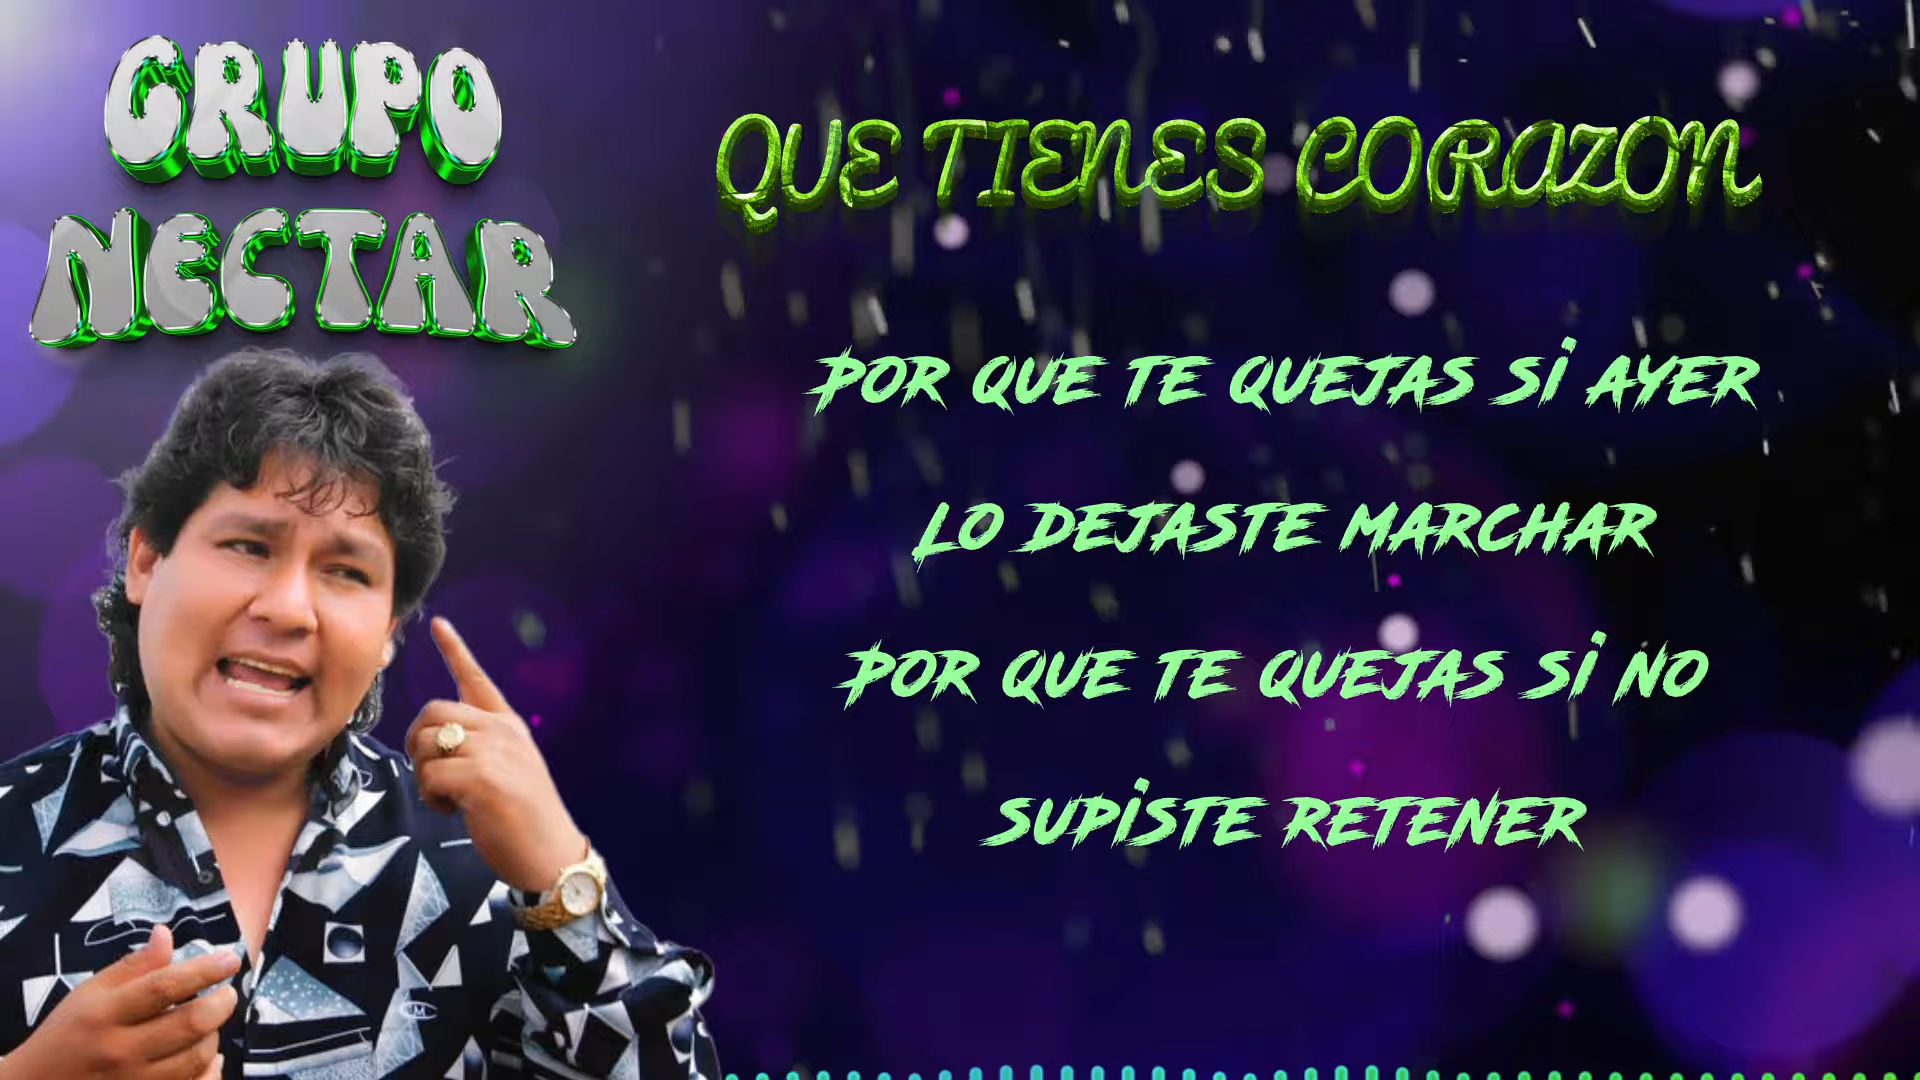 GRUPO
NECTAR
QUE TIENES CORAZON
POR QUE TE QUEJAS SI AYER
LO DEJASTE MARCHAR
POR QUE TE QUEJAS SI NO
SUPISTE RETENER